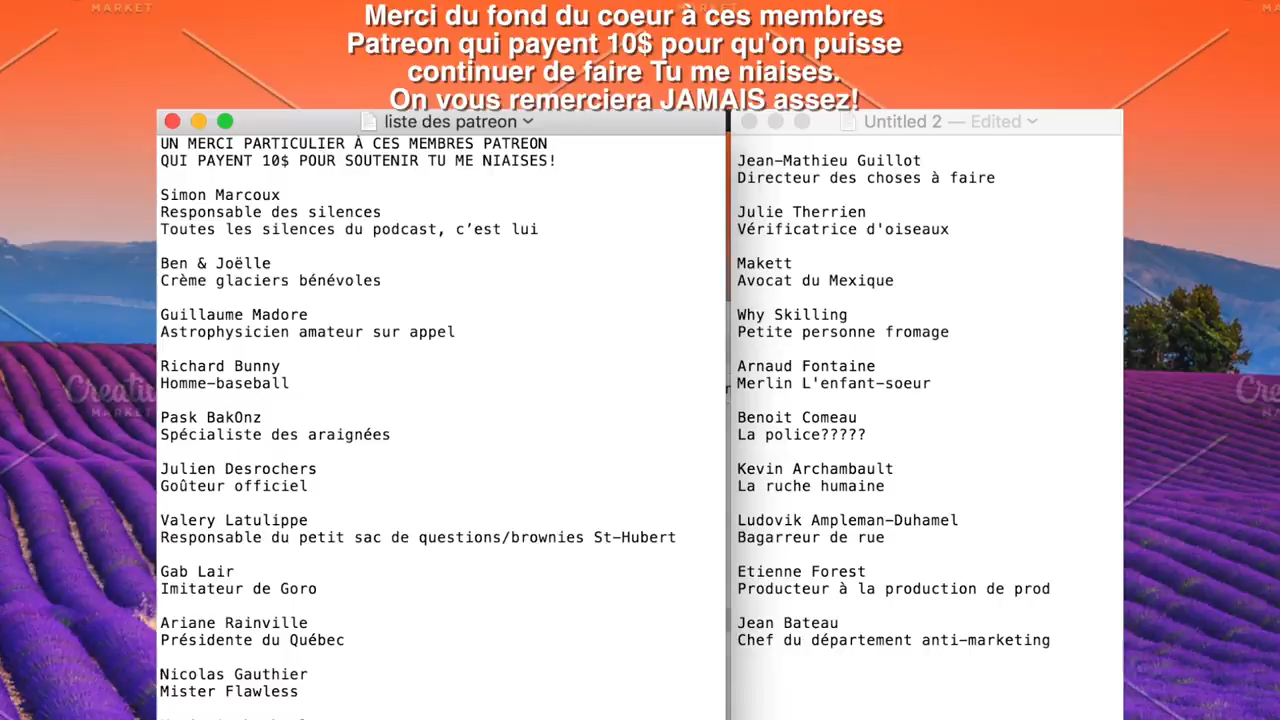 Merci du fond du coeur à ces membres
Patreon qui payent 10$ pour qu'on puisse
continuer de faire Tu me niaises.
On vous remerciera JAMAIS assez!
liste des patreon
UN MERCI PARTICULIER À CES MEMBRES PATREON
QUI PAYENT 10$ POUR SOUTENIR TU ME NIAISES!
Simon Marcoux
Responsable des silences
Toutes les silences du podcast, c’est lui
Ben & Joëlle
Crème glaciers bénévoles
Guillaume Madore
Astrophysicien amateur sur appel
Richard Bunny
Homme-baseball
Pask BakOnz
Spécialiste des araignées
Julien Desrochers
Goûteur officiel
Valery Latulippe
Responsable du petit sac de questions/brownies St-Hubert
Gab Lair
Imitateur de Goro
Ariane Rainville
Présidente du Québec
Nicolas Gauthier
Mister Flawless
Untitled 2 — Edited
Jean-Mathieu Guillot
Directeur des choses à faire
Julie Therrien
Vérificatrice d'oiseaux
Makett
Avocat du Mexique
Why Skilling
Petite personne fromage
Arnaud Fontaine
Merlin L'enfant-soeur
Benoit Comeau
La police?????
Kevin Archambault
La ruche humaine
Ludovik Ampleman-Duhamel
Bagarreur de rue
Etienne Forest
Producteur à la production de prod
Jean Bateau
Chef du département anti-marketing
MARKET
Creative
MARKET